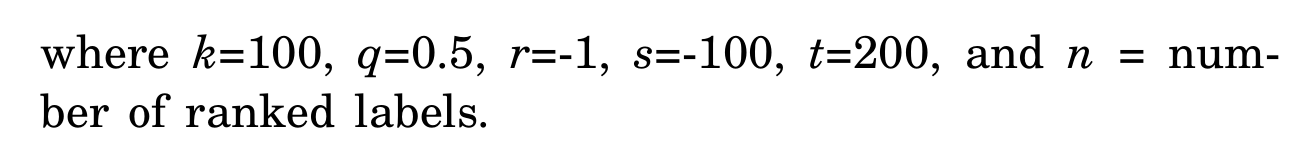 where k=100, q=0.5, r=-1, s=-100, t=200, and n = num-
ber of ranked labels.